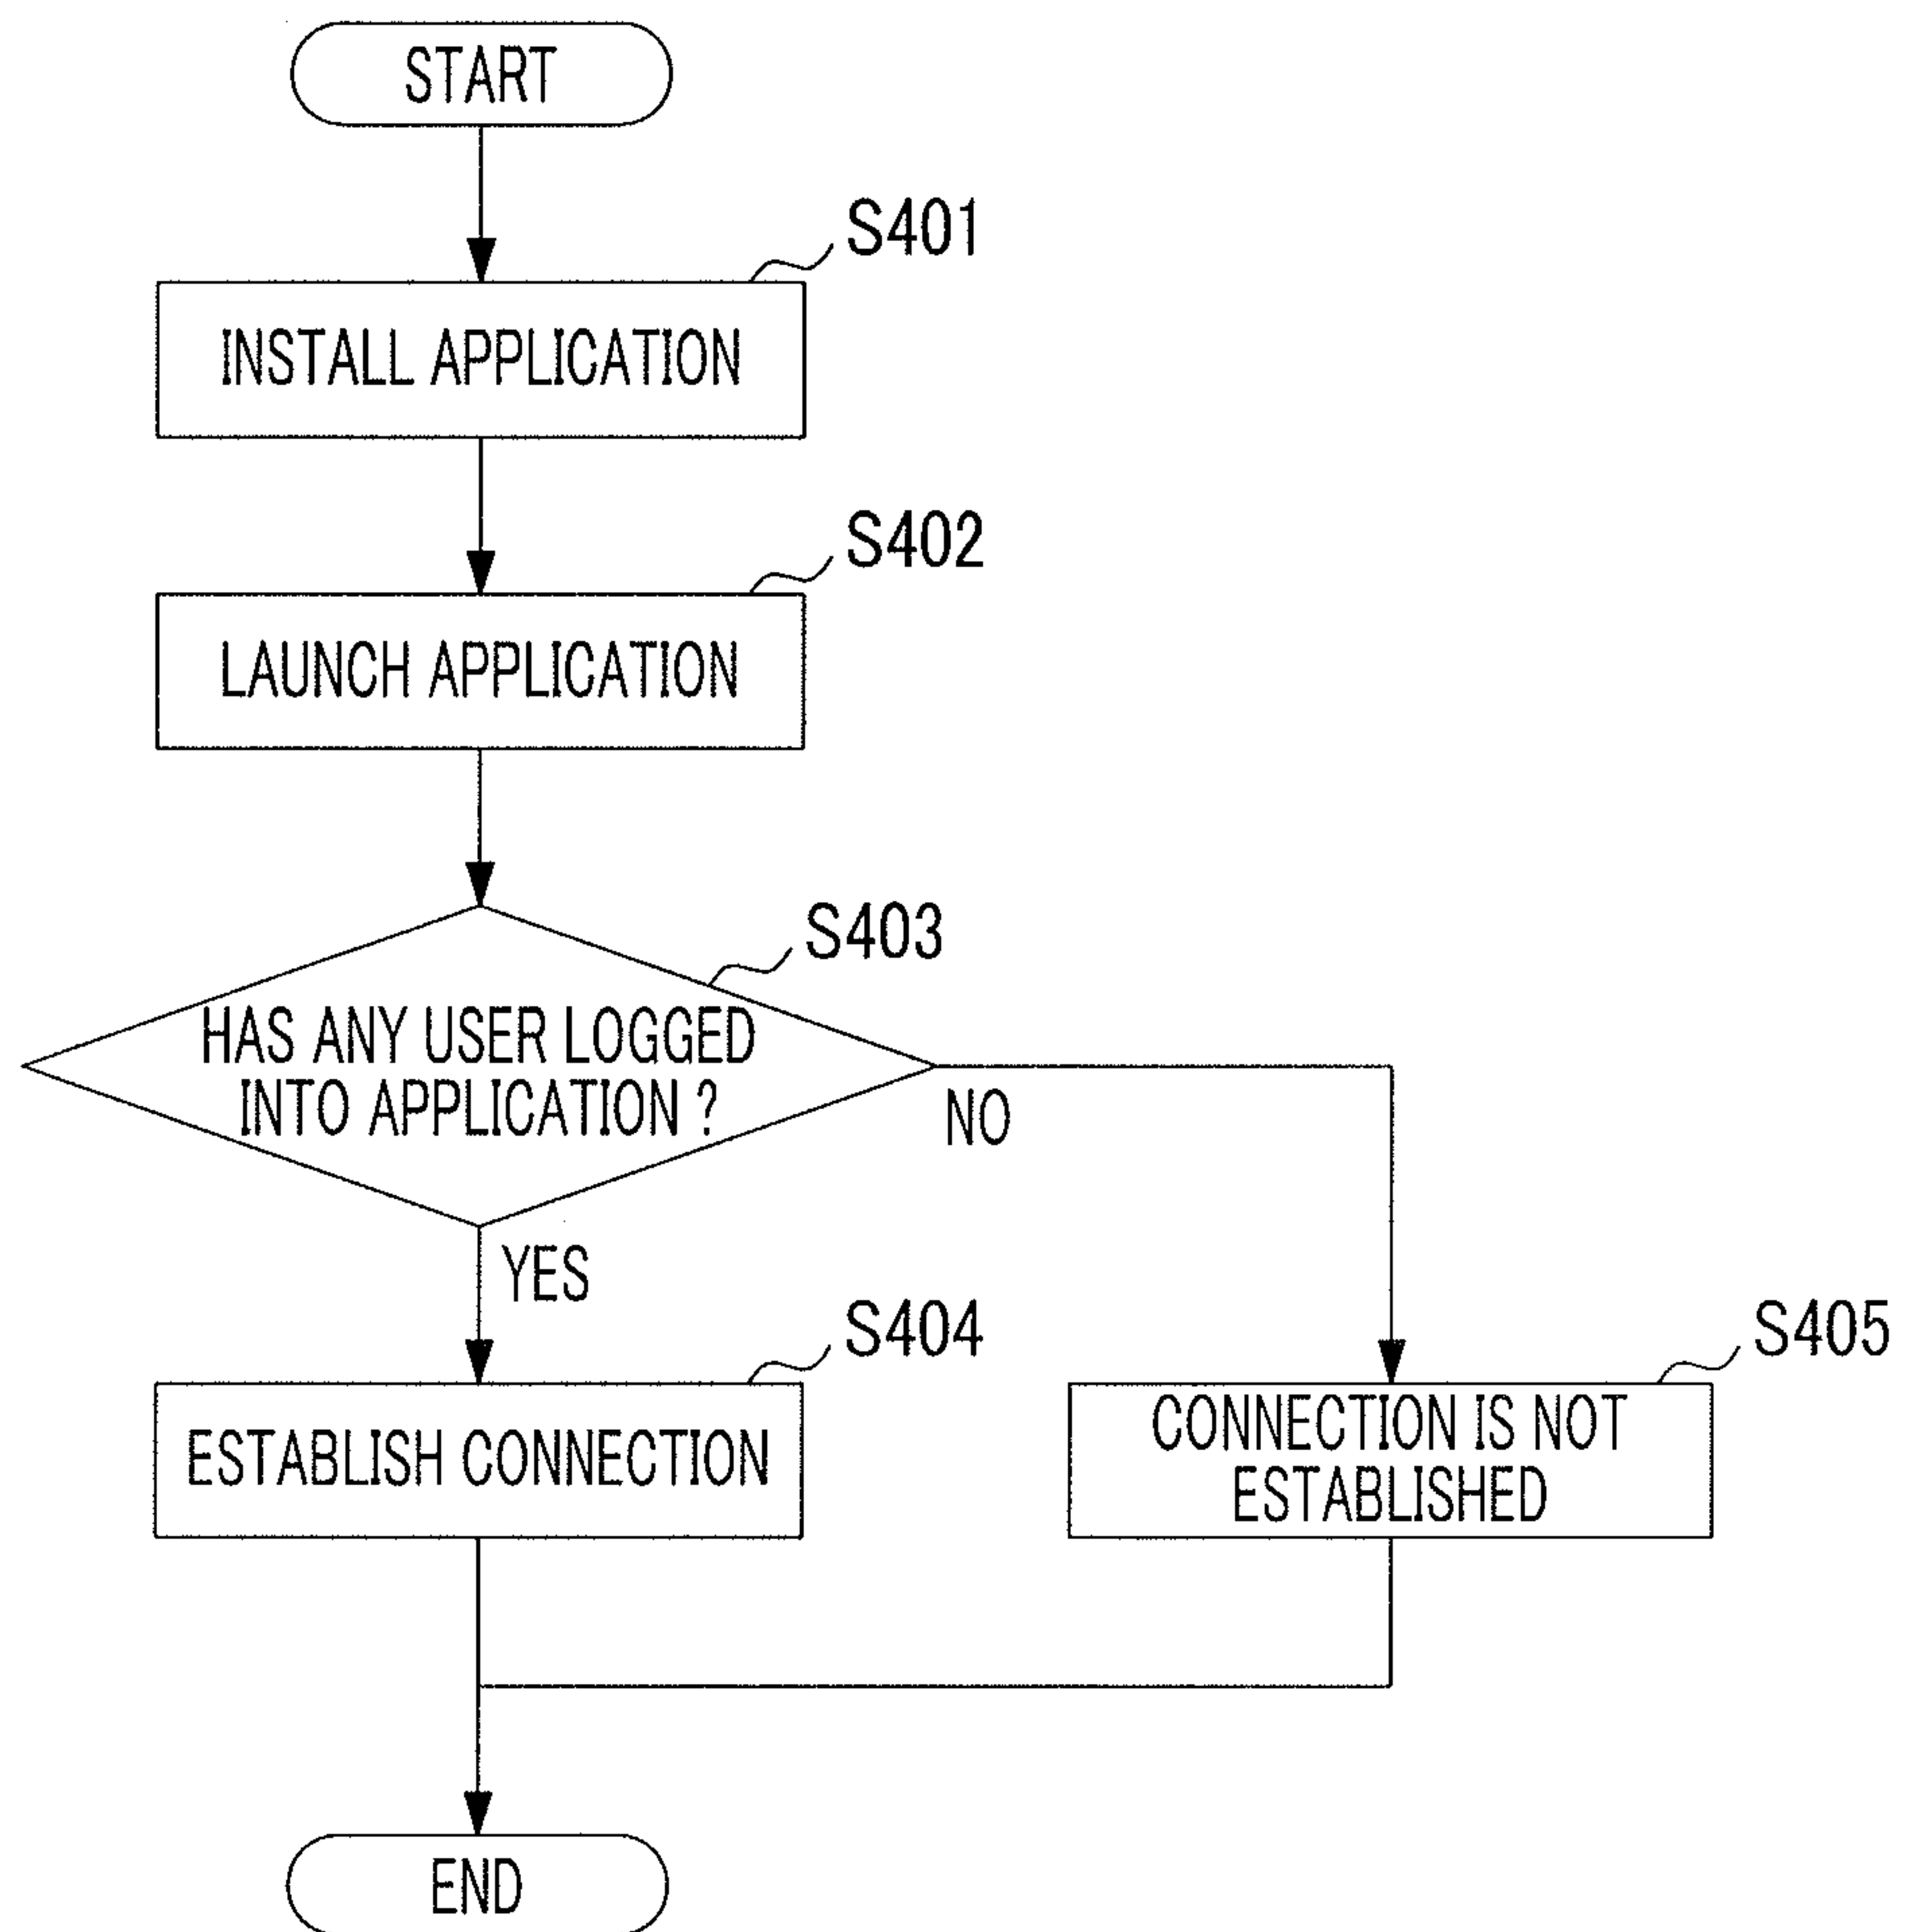 START
S401
INSTALL APPLICATION
S402
LAUNCH APPLICATION
S403
HAS ANY USER LOGGED
INTO APPLICATION ?
NO
YES
S404
ESTABLISH CONNECTION
S405
CONNECTION IS NOT
ESTABLISHED
END